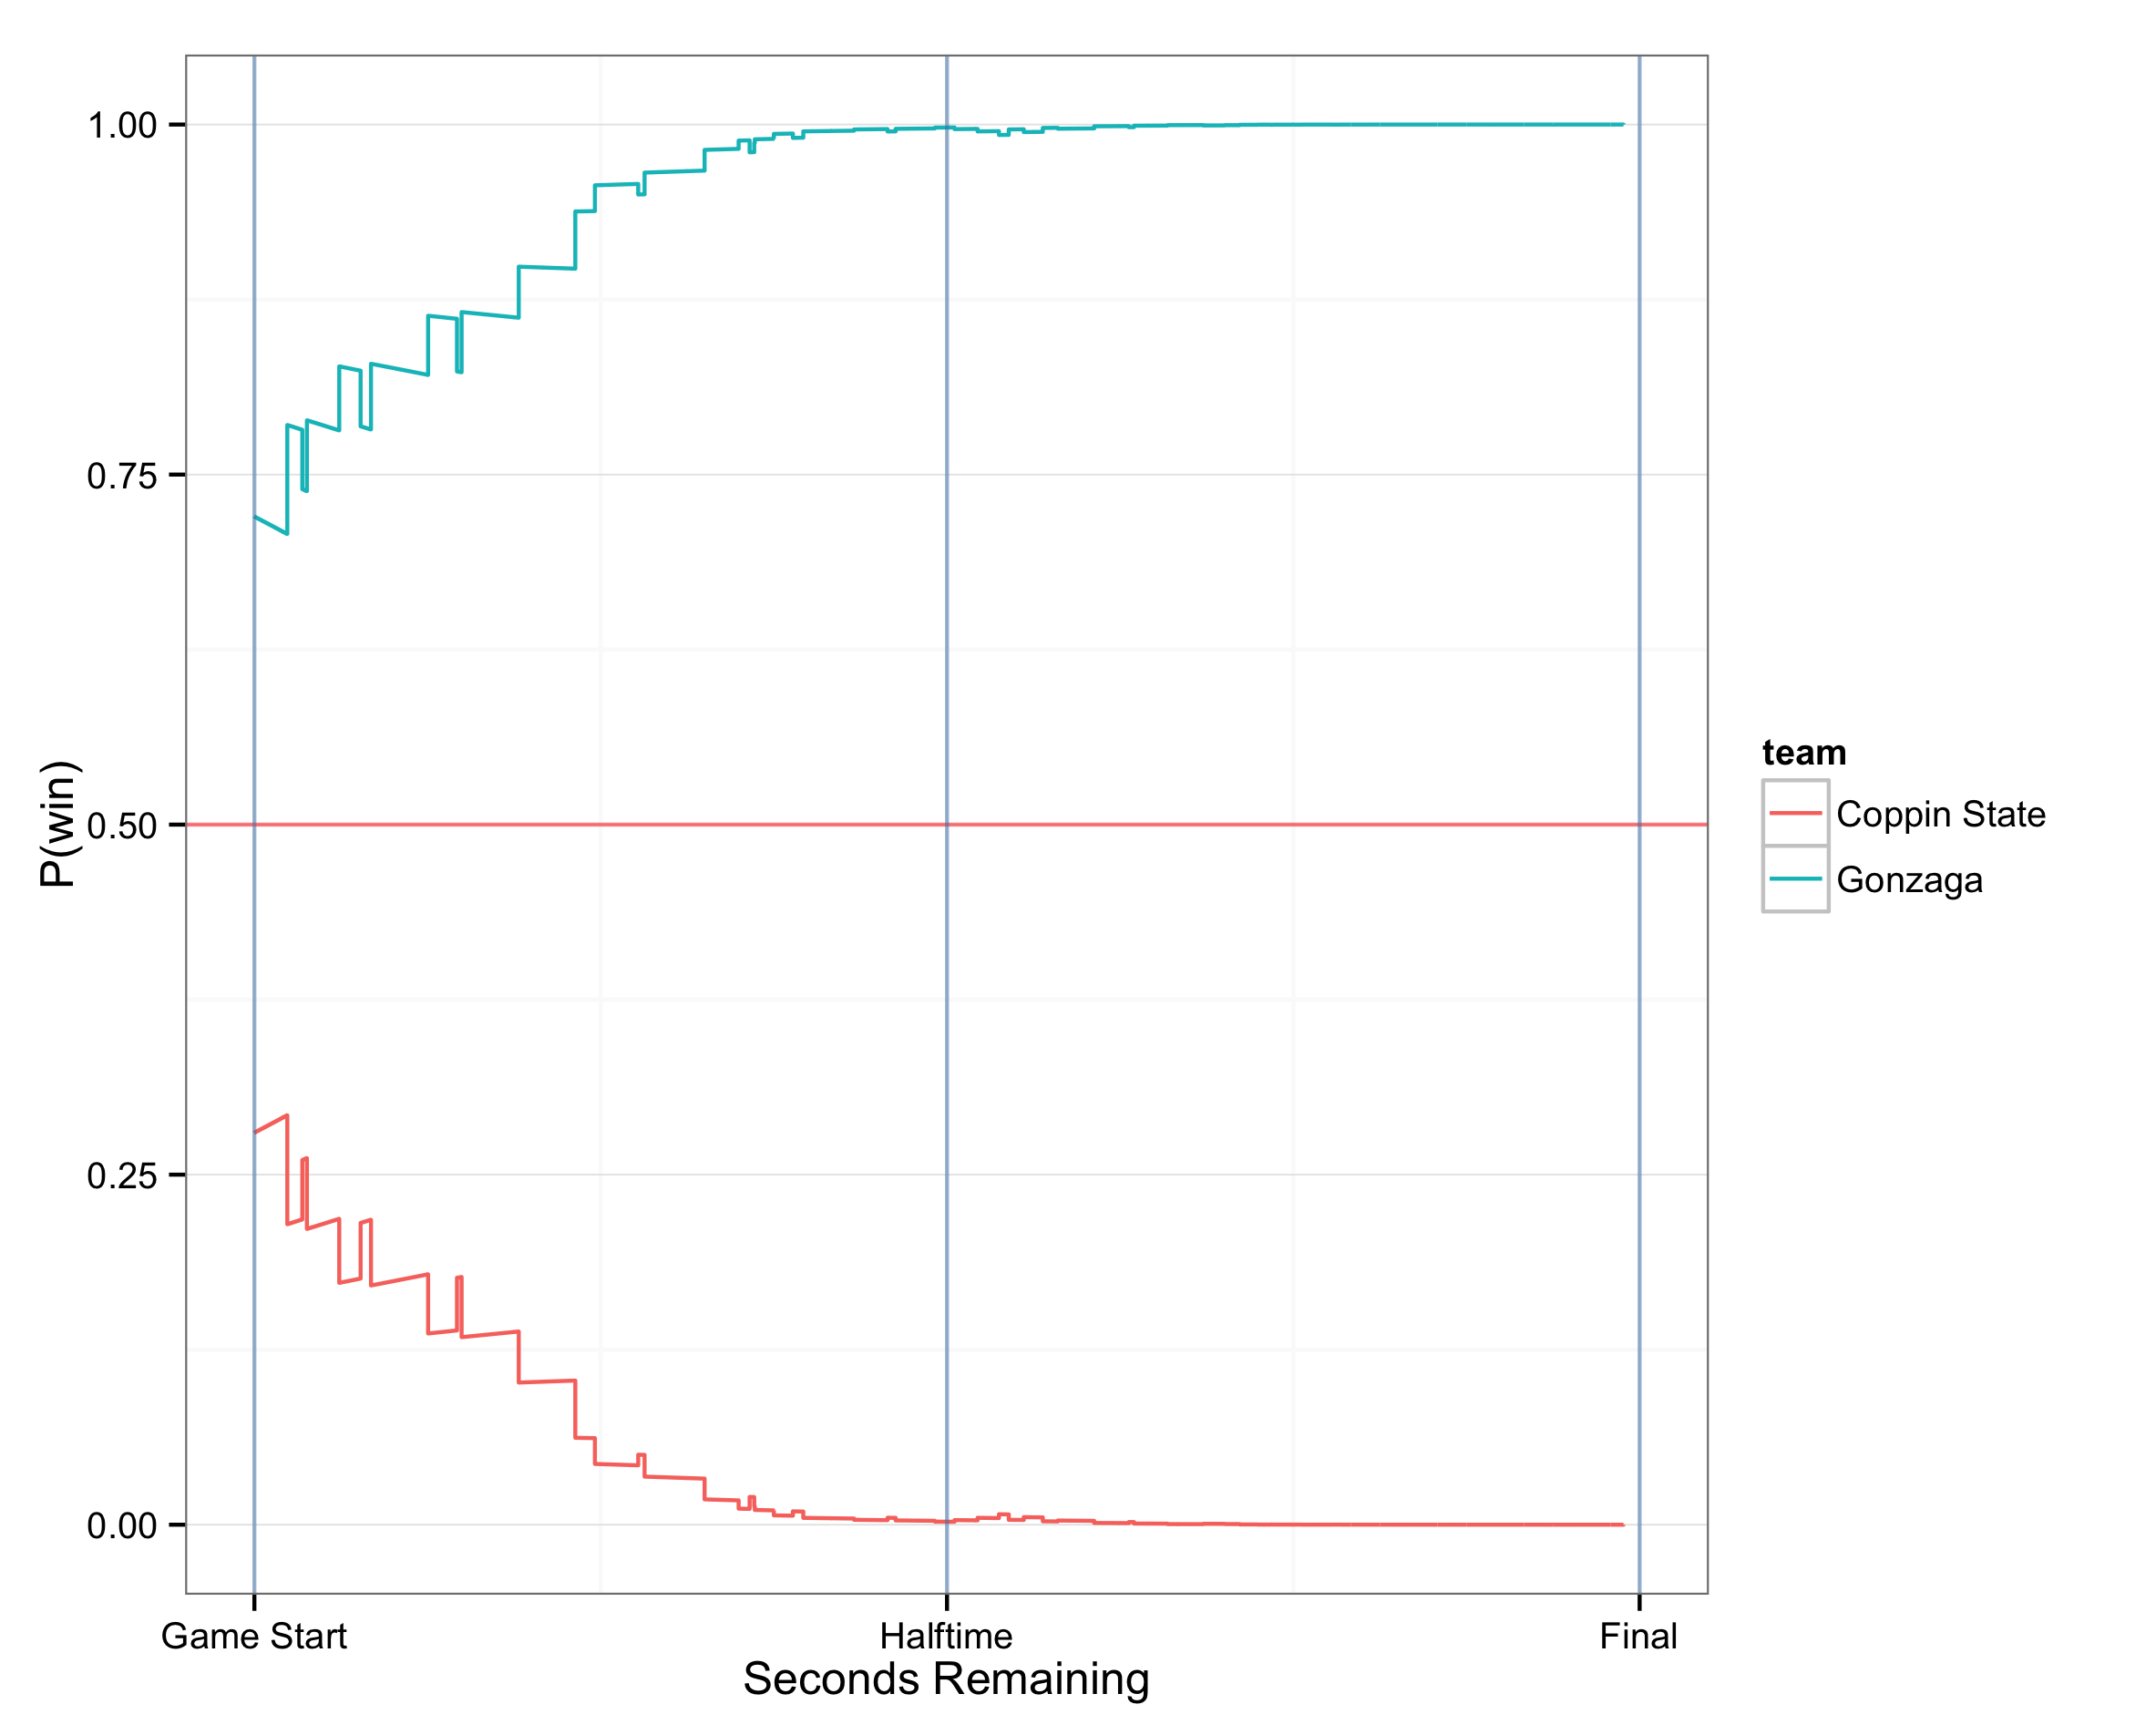 P(win)
1.00
0.75
0.50
0.25
0.00
Game Start
Halftime
Final
Seconds Remaining
team
Coppin State
Gonzaga